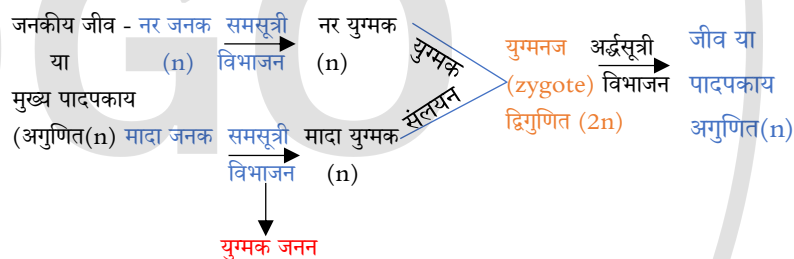 जनकीय जीव - नर जनक समसूत्री नर युग्मक
या (n) विभाजन (n)
मुख्य पादपकाय
(अगुणित(n) मादा जनक समसूत्री मादा युग्मक
विभाजन (n)
युग्मक जनन
युग्मक
संलयन
युग्मनज अर्द्धसूत्री
(zygote) विभाजन
द्विगुणित (2n)
जीव या
पादपकाय
अगुणित(n)